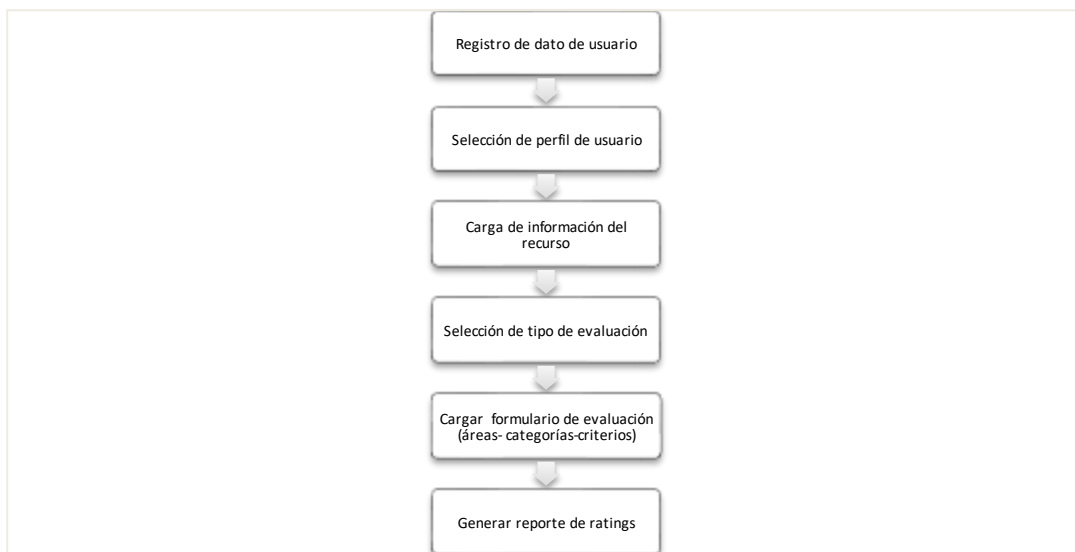 Registro de dato de usuario
Selección de perfil de usuario
Carga de información del
recurso
Selección de tipo de evaluación
Cargar formulario de evaluación
(áreas- categorías-criterios)
Generar reporte de ratings